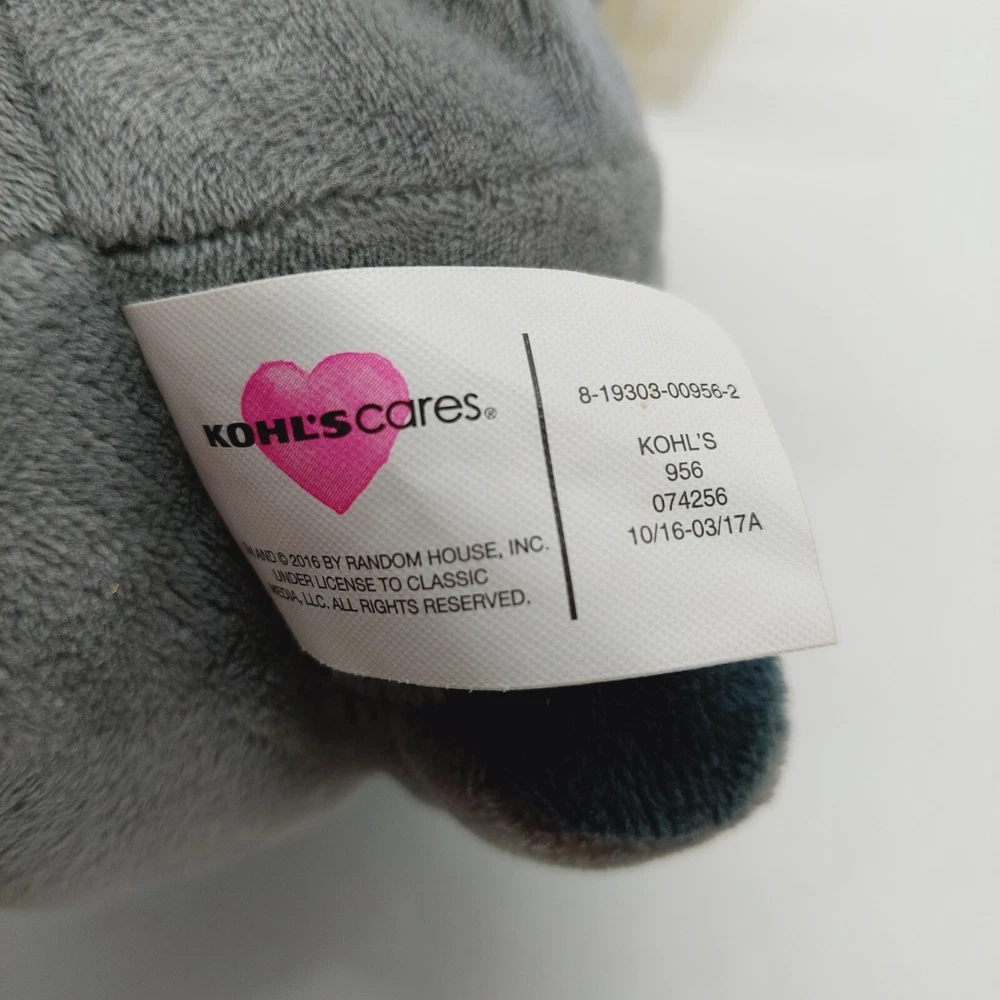 KOHL'S cares®
AND © 2016 BY RANDOM HOUSE, INC.
UNDER LICENSE TO CLASSIC
MEDIA, LLC. ALL RIGHTS RESERVED.
8-19303-00956-2
KOHL'S
956
074256
10/16-03/17A